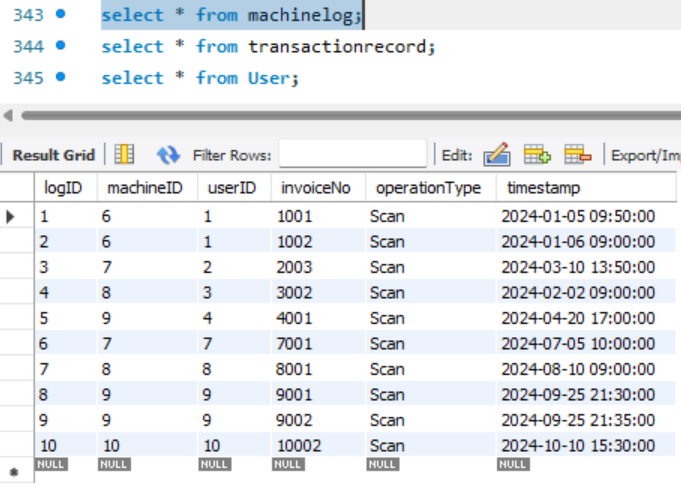 343 select * from machinelog;
344 select * from transactionrecord;
345 select * from User;
Result Grid Filter Rows: Edit: Export/Im
logID machineID userID invoiceNo operationType timestamp
1 6 1 1001 Scan 2024-01-05 09:50:00
2 6 1 1002 Scan 2024-01-06 09:00:00
3 7 2 2003 Scan 2024-03-10 13:50:00
4 8 3 3002 Scan 2024-02-02 09:00:00
5 9 4 4001 Scan 2024-04-20 17:00:00
6 7 7 7001 Scan 2024-07-05 10:00:00
7 8 8 8001 Scan 2024-08-10 09:00:00
8 9 9 9001 Scan 2024-09-25 21:30:00
9 9 9 9002 Scan 2024-09-25 21:35:00
10 10 10 10002 Scan 2024-10-10 15:30:00
NULL NULL NULL NULL NULL NULL